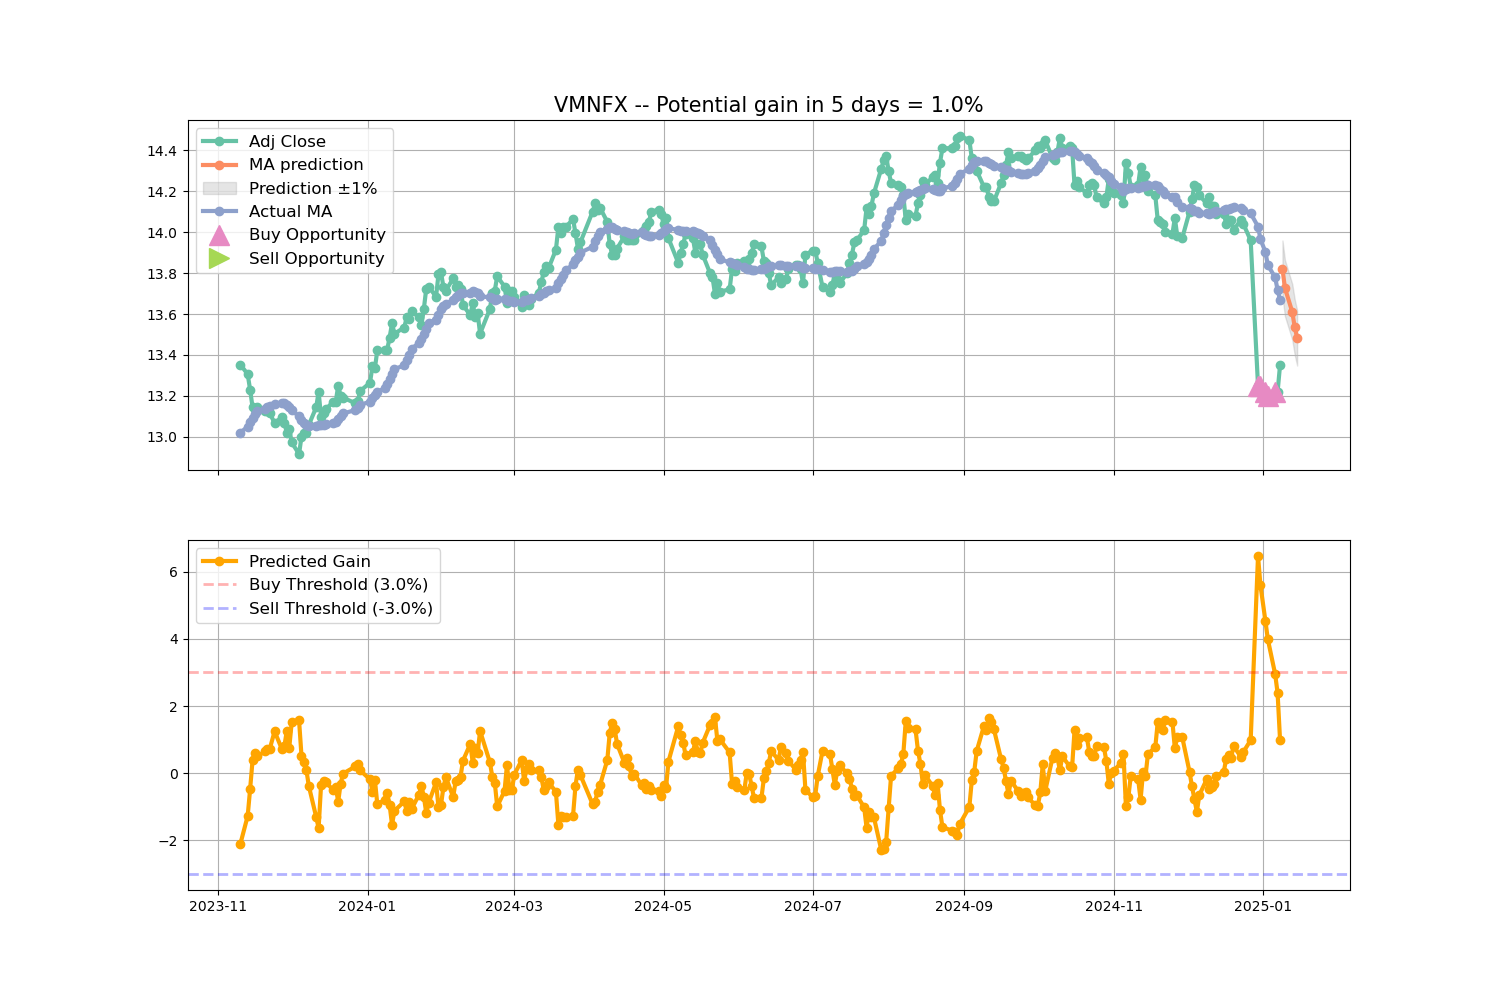 VMNFX -- Potential gain in 5 days = 1.0%
Adj Close
MA prediction
Prediction ±1%
Actual MA
Buy Opportunity
Sell Opportunity
14.4
14.2
14.0
13.8
13.6
13.4
13.2
13.0
Predicted Gain
Buy Threshold (3.0%)
Sell Threshold (-3.0%)
6
4
2
0
−2
2023-11
2024-01
2024-03
2024-05
2024-07
2024-09
2024-11
2025-01